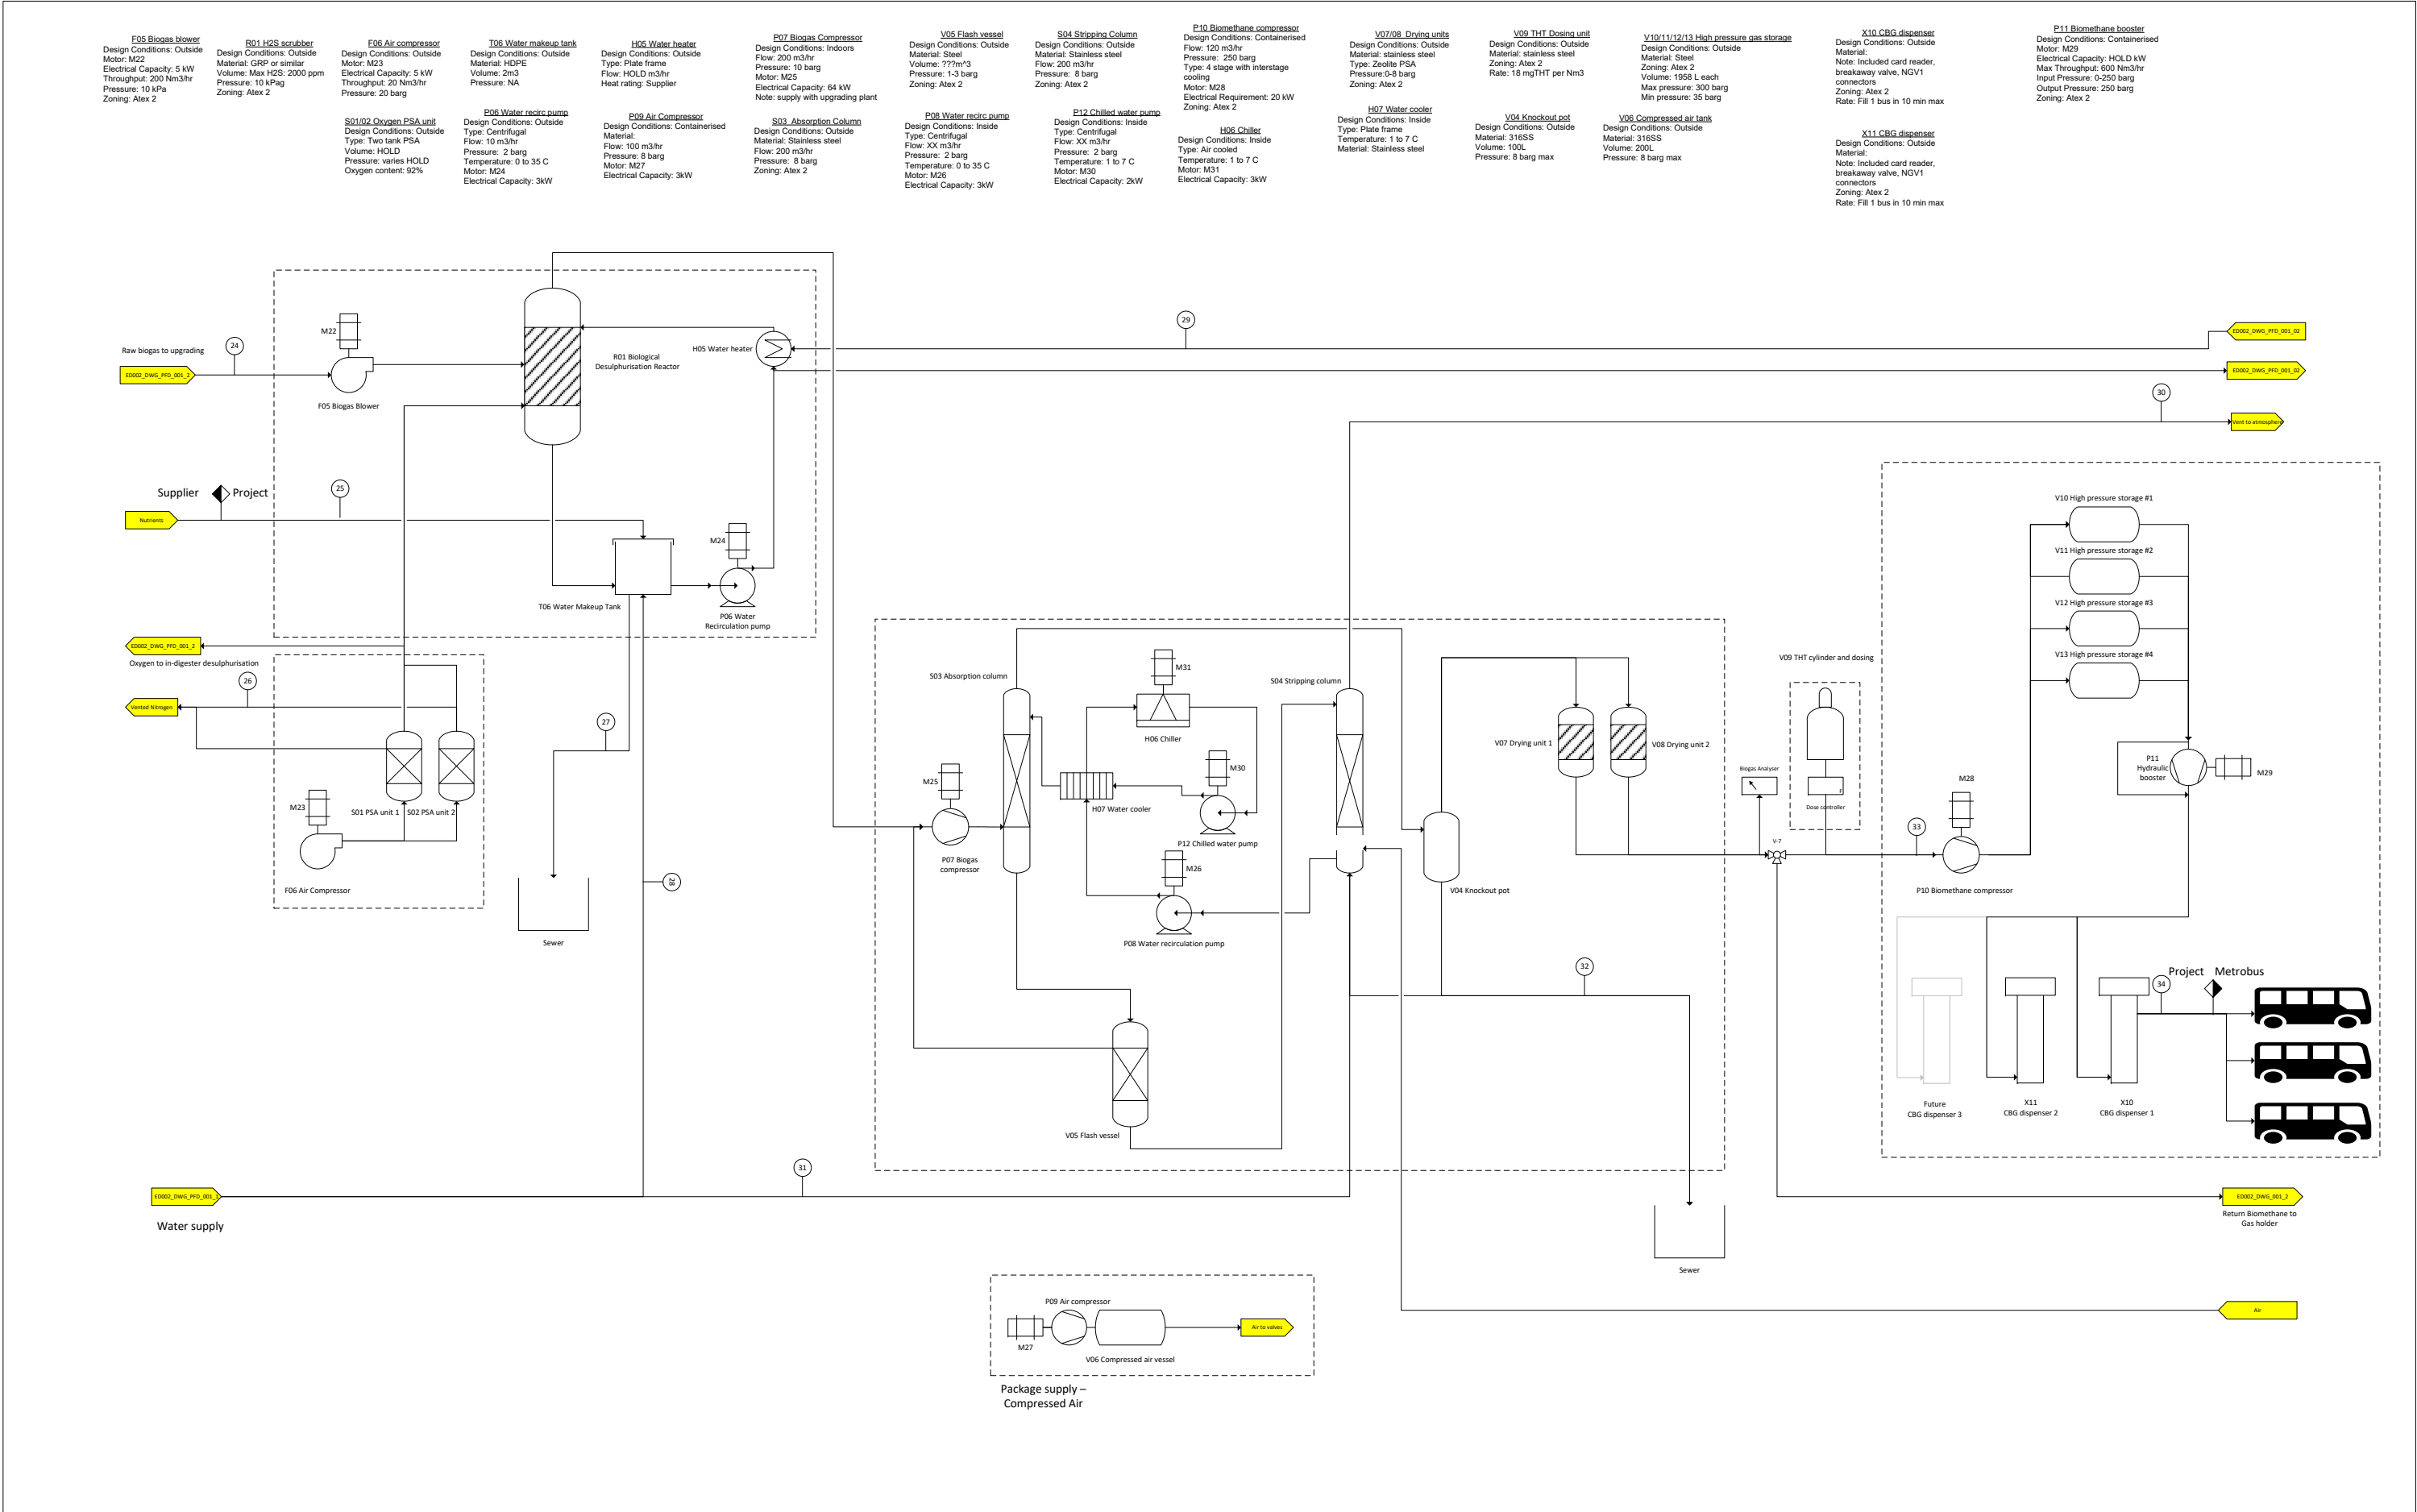 F05 Biogas blower
Design Conditions: Outside
Motor: M22
Electrical Capacity: 5 kW
Throughput: 200 Nm3/hr
Pressure: 10 kPa
Zoning: Atex 2
R01 H2S scrubber
Design Conditions: Outside
Material: GRP or similar
Volume: Max H2S: 2000 ppm
Pressure: 10 kPag
Zoning: Atex 2
F06 Air compressor
Design Conditions: Outside
Motor: M23
Electrical Capacity: 5 kW
Throughput: 20 Nm3/hr
Pressure: 20 barg
T06 Water makeup tank
Design Conditions: Outside
Material: HDPE
Volume: 2m3
Pressure: NA
H05 Water heater
Design Conditions: Outside
Type: Plate frame
Flow: HOLD m3/hr
Heat rating: Supplier
P07 Biogas Compressor
Design Conditions: Indoors
Flow: 200 m3/hr
Pressure: 10 barg
Motor: M25
Electrical Capacity: 64 kW
Note: supply with upgrading plant
V05 Flash vessel
Design Conditions: Outside
Material: Steel
Volume: ???m^3
Pressure: 1-3 barg
Zoning: Atex 2
S04 Stripping Column
Design Conditions: Outside
Material: Stainless steel
Flow: 200 m3/hr
Pressure:  8 barg
Zoning: Atex 2
P10 Biomethane compressor
Design Conditions: Containerised
Flow: 120 m3/hr
Pressure:  250 barg
Type: 4 stage with interstage
cooling
Motor: M28
Electrical Requirement: 20 kW
Zoning: Atex 2
V07/08  Drying units
Design Conditions: Outside
Material: stainless steel
Type: Zeolite PSA
Pressure:0-8 barg
Zoning: Atex 2
V09 THT Dosing unit
Design Conditions: Outside
Material: stainless steel
Zoning: Atex 2
Rate: 18 mgTHT per Nm3
V10/11/12/13 High pressure gas storage
Design Conditions: Outside
Material: Steel
Zoning: Atex 2
Volume: 1958 L each
Max pressure: 300 barg
Min pressure: 35 barg
X10 CBG dispenser
Design Conditions: Outside
Material:
Note: Included card reader,
breakaway valve, NGV1
connectors
Zoning: Atex 2
Rate: Fill 1 bus in 10 min max
P11 Biomethane booster
Design Conditions: Containerised
Motor: M29
Electrical Capacity: HOLD kW
Max Throughput: 600 Nm3/hr
Input Pressure: 0-250 barg
Output Pressure: 250 barg
Zoning: Atex 2
S01/02 Oxygen PSA unit
Design Conditions: Outside
Type: Two tank PSA
Volume: HOLD
Pressure: varies HOLD
Oxygen content: 92%
P06 Water recirc pump
Design Conditions: Outside
Type: Centrifugal
Flow: 10 m3/hr
Pressure:  2 barg
Temperature: 0 to 35 C
Motor: M24
Electrical Capacity: 3kW
P09 Air Compressor
Design Conditions: Containerised
Material:
Flow: 100 m3/hr
Pressure: 8 barg
Motor: M27
Electrical Capacity: 3kW
S03  Absorption Column
Design Conditions: Outside
Material: Stainless steel
Flow: 200 m3/hr
Pressure:  8 barg
Zoning: Atex 2
P08 Water recirc pump
Design Conditions: Inside
Type: Centrifugal
Flow: XX m3/hr
Pressure:  2 barg
Temperature: 0 to 35 C
Motor: M26
Electrical Capacity: 3kW
P12 Chilled water pump
Design Conditions: Inside
Type: Centrifugal
Flow: XX m3/hr
Pressure:  2 barg
Temperature: 1 to 7 C
Motor: M30
Electrical Capacity: 2kW
H06 Chiller
Design Conditions: Inside
Type: Air cooled
Temperature: 1 to 7 C
Motor: M31
Electrical Capacity: 3kW
H07 Water cooler
Design Conditions: Inside
Type: Plate frame
Temperature: 1 to 7 C
Material: Stainless steel
V04 Knockout pot
Design Conditions: Outside
Material: 316SS
Volume: 100L
Pressure: 8 barg max
V06 Compressed air tank
Design Conditions: Outside
Material: 316SS
Volume: 200L
Pressure: 8 barg max
X11 CBG dispenser
Design Conditions: Outside
Material:
Note: Included card reader,
breakaway valve, NGV1
connectors
Zoning: Atex 2
Rate: Fill 1 bus in 10 min max
Raw biogas to upgrading
24
ED002_DWG_PFD_001_2
M22
F05 Biogas Blower
R01 Biological
Desulphurisation Reactor
H05 Water heater
29
ED002_DWG_PFD_001_02
ED002_DWG_PFD_001_02
30
Vent to atmosphere
Supplier
Project
25
Nutrients
M24
T06 Water Makeup Tank
P06 Water
Recirculation pump
ED002_DWG_PFD_001_2
Oxygen to in-digester desulphurisation
26
Vented Nitrogen
M23
S01 PSA unit 1
S02 PSA unit 2
F06 Air Compressor
27
28
Sewer
S03 Absorption column
M31
H06 Chiller
M25
M30
H07 Water cooler
P07 Biogas
compressor
P12 Chilled water pump
M26
P08 Water recirculation pump
S04 Stripping column
V04 Knockout pot
V07 Drying unit 1
V08 Drying unit 2
32
V05 Flash vessel
Biogas Analyser
V-7
V09 THT cylinder and dosing
F
Dose controller
33
M28
P10 Biomethane compressor
V10 High pressure storage #1
V11 High pressure storage #2
V12 High pressure storage #3
V13 High pressure storage #4
P11
Hydraulic
booster
M29
34
Project
Metrobus
Future
CBG dispenser 3
X11
CBG dispenser 2
X10
CBG dispenser 1
31
ED002_DWG_PFD_001_
Water supply
ED002_DWG_001_2
Return Biomethane to
Gas holder
Sewer
Air
P09 Air compressor
M27
V06 Compressed air vessel
Air to valves
Package supply –
Compressed Air